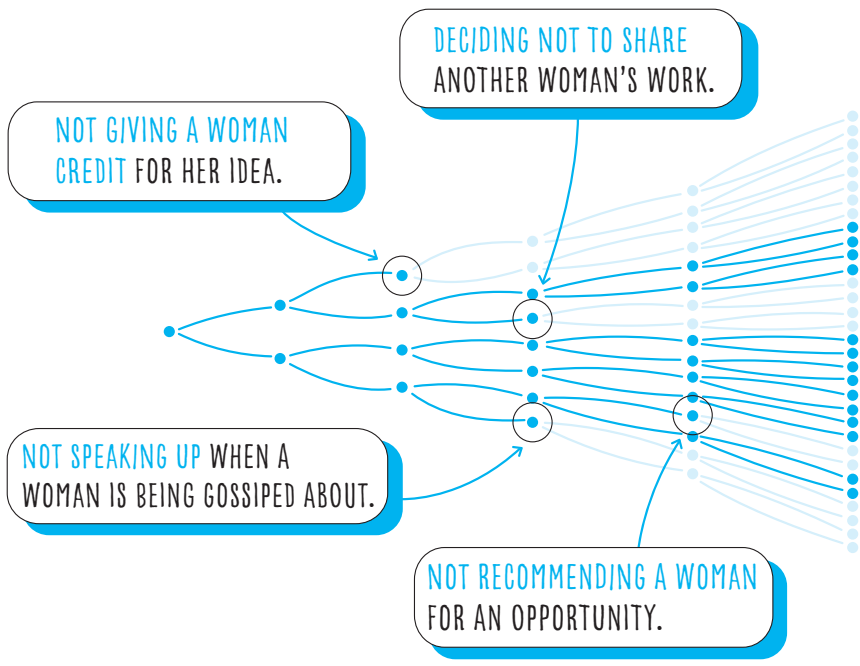 DECIDING NOT TO SHARE
ANOTHER WOMAN'S WORK.
NOT GIVING A WOMAN
CREDIT FOR HER IDEA.
NOT SPEAKING UP WHEN A
WOMAN IS BEING GOSSIPED ABOUT.
NOT RECOMMENDING A WOMAN
FOR AN OPPORTUNITY.